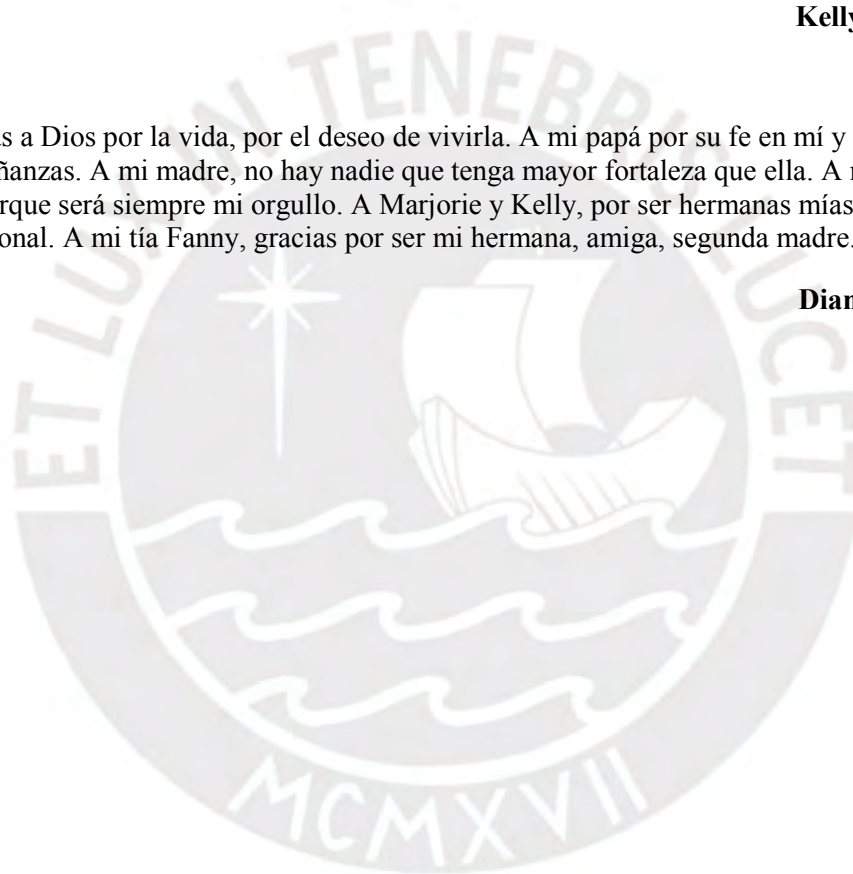 Kelly
s a Dios por la vida, por el deseo de vivirla. A mi papá por su fe en mí y
ñanzas. A mi madre, no hay nadie que tenga mayor fortaleza que ella. A
rque será siempre mi orgullo. A Marjorie y Kelly, por ser hermanas mías
onal. A mi tía Fanny, gracias por ser mi hermana, amiga, segunda madre.
Dian
ET LUX IN TENEBRIS LUCET
MCMXVII